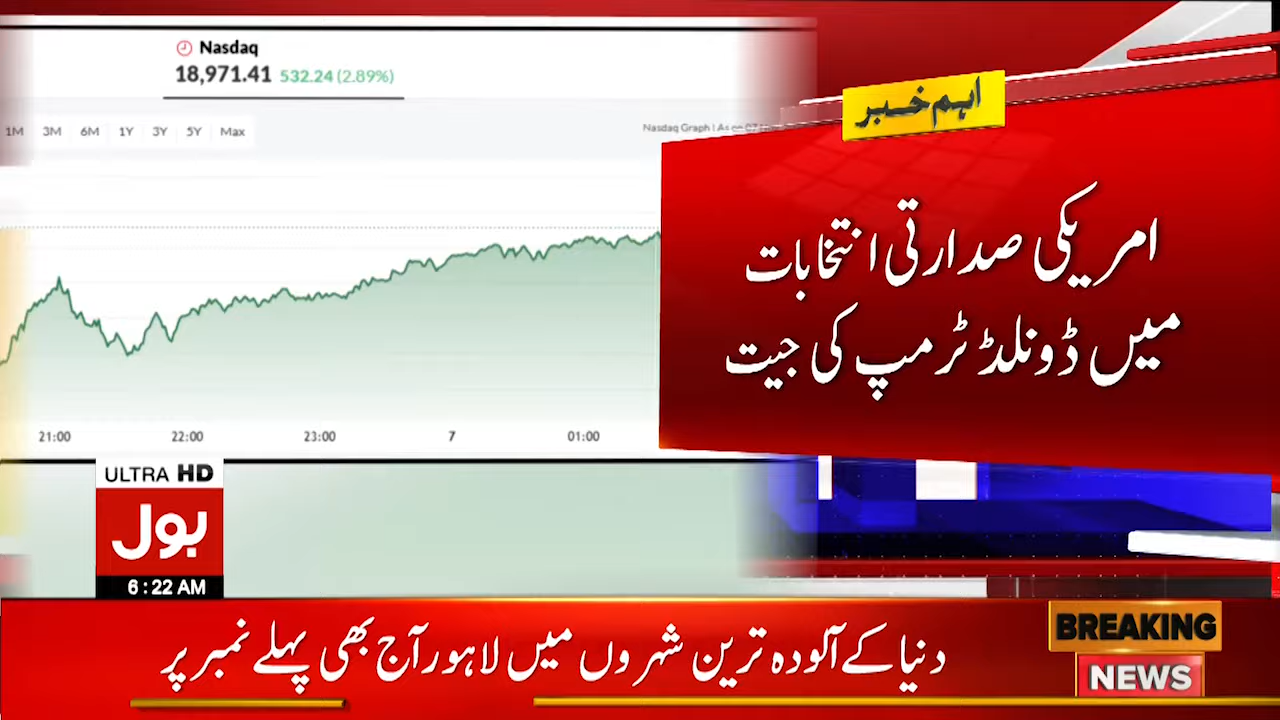 Nasdaq
18,971.41 532.24 (2.89%)
1M 3M 6M 1Y 3Y 5Y Max
Nasdaq Graph | As on
اہم خبر
امریکی صدارتی انتخابات
میں ڈونلڈ ٹرمپ کی جیت
21:00 22:00 23:00 7 01:00
ULTRA HD
بول
6:22 AM
دنیا کے آلودہ ترین شہروں میں لاہور آج بھی پہلے نمبر پر
BREAKING
NEWS